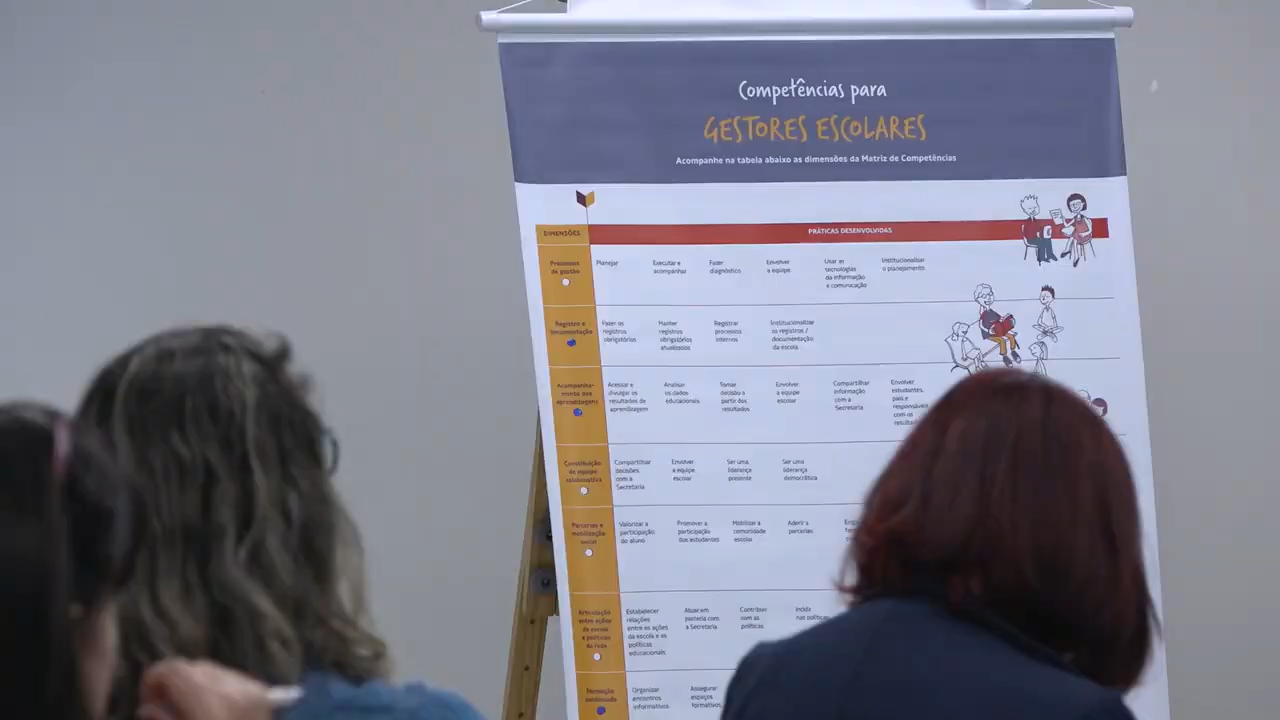 Competências para
GESTORES ESCOLARES
Acompanhe na tabela abaixo as dimensões da Matriz de Competências
DIMENSÕES
PRÁTICAS DESENVOLVIDAS
Processos
de gestão
Planejar
Executar e
acompanhar
Fazer
diagnóstico
Envolver
a equipe
Usar as
tecnologias
da informação
e comunicação
Institucionalizar
o planejamento
Registro e
documentação
Fazer os
registros
obrigatórios
Manter
registros
obrigatórios
atualizados
Registrar
processos
internos
Institucionalizar
os registros /
documentação
da escola
Acompanha-
mento das
aprendizagens
Acessar e
divulgar os
resultados de
aprendizagem
Analisar
os dados
educacionais
Tomar
decisão a
partir dos
resultados
Envolver
a equipe
escolar
Compartilhar
informação
com a
Secretaria
Envolver
estudantes,
pais e
responsáveis
com os
Constituição
de equipe
colaborativa
Compartilhar
decisões
com a
Secretaria
Envolver
a equipe
escolar
Ser uma
liderança
presente
Ser uma
liderança
democrática
Parcerias e
mobilização
social
Valorizar a
participação
do aluno
Promover a
participação
dos estudantes
Mobilizar a
comunidade
escolar
Aderir a
parcerias
Articulação
entre ações
da escola
e políticas
da rede
Estabelecer
relações
entre as ações
da escola e as
políticas
educacionais
Atuar em
parceria com
a Secretaria
Contribuir
com as
políticas
nas políticas
Formação
continuada
Organizar
encontros
informativos
Assegurar
espaços
formativos